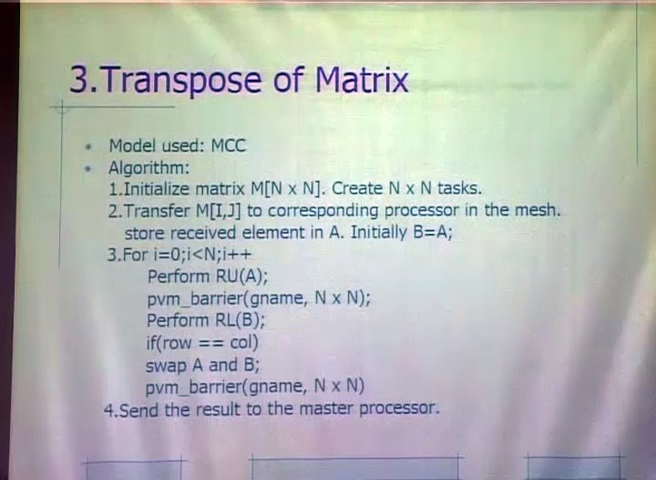 3.Transpose of Matrix
• Model used: MCC
• Algorithm:
1.Initialize matrix M[N x N]. Create N x N tasks.
2.Transfer M[I,J] to corresponding processor in the mesh.
store received element in A. Initially B=A;
3.For i=0;i<N;i++
Perform RU(A);
pvm_barrier(gname, N x N);
Perform RL(B);
if(row == col)
swap A and B;
pvm_barrier(gname, N x N)
4.Send the result to the master processor.